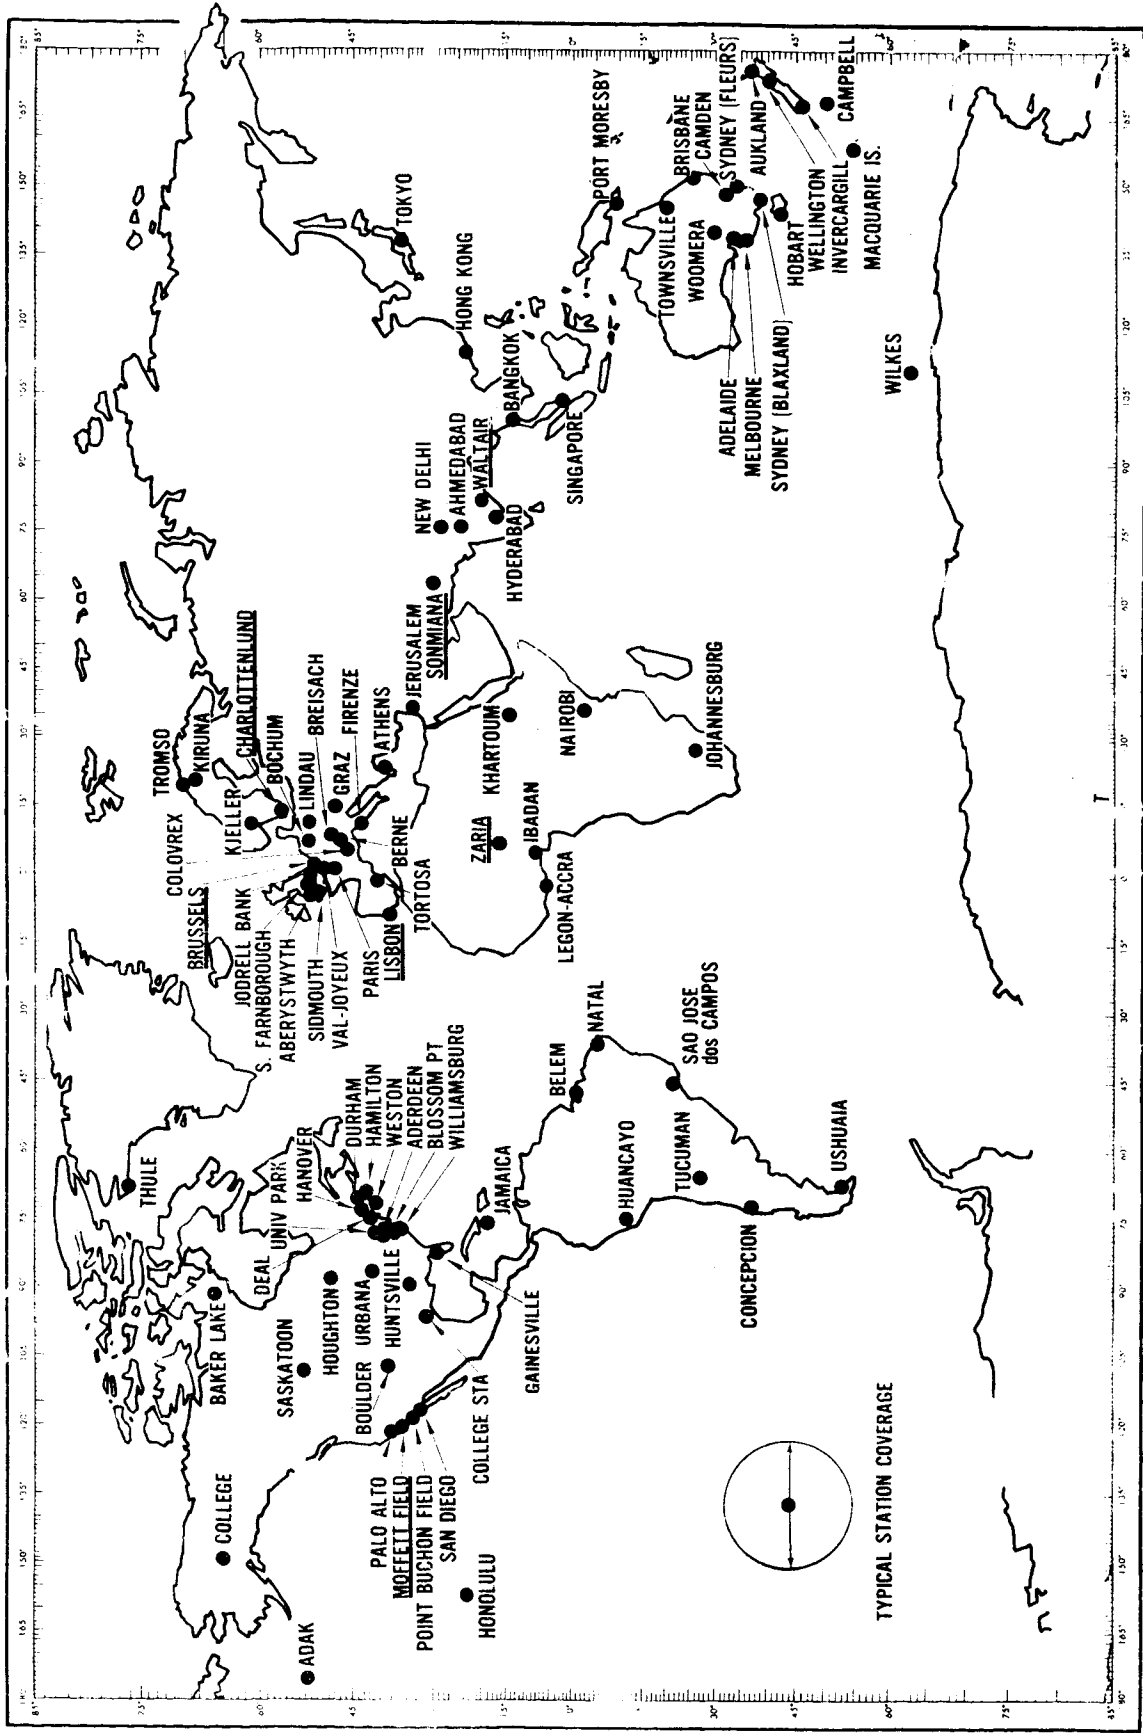 ADAK
COLLEGE
BAKER LAKE
THULE
SASKATOON
HOUGHTON
BOULDER
URBANA
HUNTSVILLE
DEAL
UNIV PARK
HANOVER
DURHAM
HAMILTON
WESTON
ADERDEEN
BLOSSOM PT
WILLIAMSBURG
PALO ALTO
MOFFETT FIELD
POINT BUCHON FIELD
SAN DIEGO
COLLEGE STA
GAINESVILLE
HONOLULU
JAMAICA
BELEM
NATAL
HUANCAYO
TUCUMAN
SAO JOSE
dos CAMPOS
CONCEPCION
USHUAIA
TROMSO
KIRUNA
KJELLER
CHARLOTTENLUND
BOCHUM
LINDAU
BREISACH
GRAZ
FIRENZE
ATHENS
JERUSALEM
SONMIANA
COLOVREX
BRUSSELS
JODRELL BANK
S. FARNBOROUGH
ABERYSTWYTH
SIDMOUTH
VAL-JOYEUX
PARIS
LISBON
TORTOSA
BERNE
KHARTOUM
ZARIA
IBADAN
LEGON-ACCRA
NAIROBI
JOHANNESBURG
NEW DELHI
AHMEDABAD
WALTAIR
HYDERABAD
BANGKOK
HONG KONG
TOKYO
SINGAPORE
PORT MORESBY
TOWNSVILLE
WOOMERA
BRISBANE
CAMDEN
SYDNEY (FLEURS)
AUKLAND
ADELAIDE
MELBOURNE
SYDNEY (BLAXLAND)
HOBART
WELLINGTON
INVERCARGILL
MACQUARIE IS.
CAMPBELL
WILKES
TYPICAL STATION COVERAGE
T